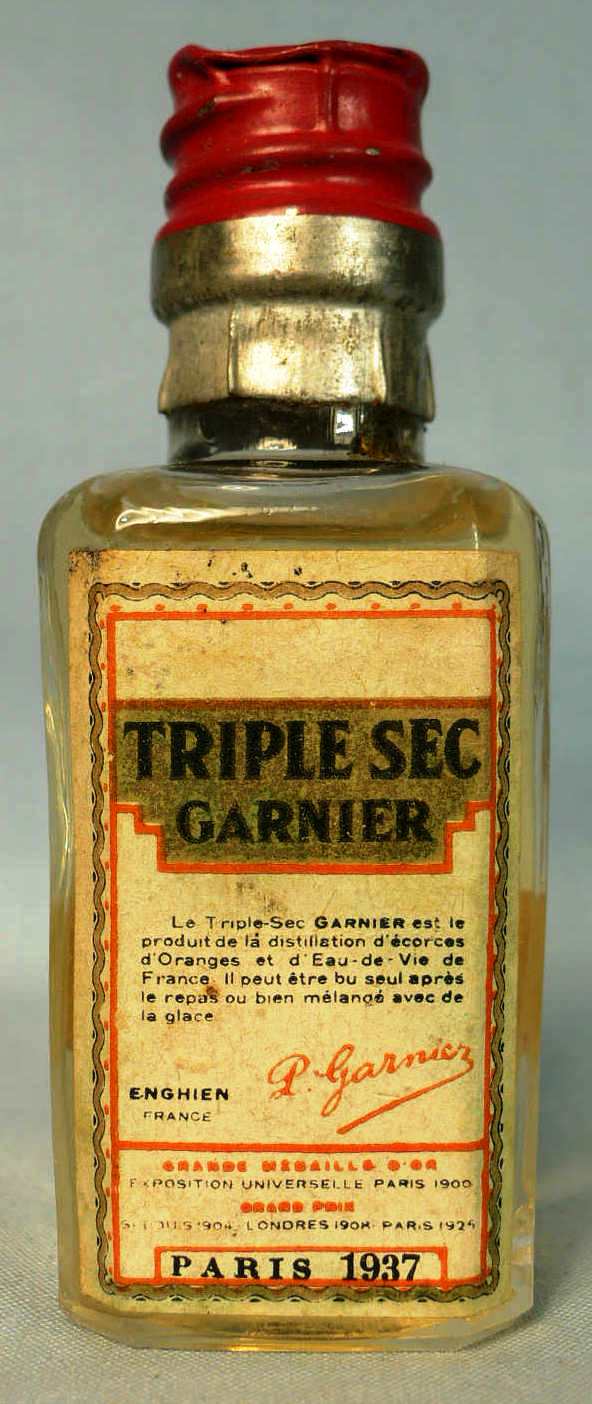 TRIPLE SEC
GARNIER
Le Triple-Sec GARNIER est le
produit de la distillation d'écorces
d'Oranges et d'Eau-de-Vie de
France. Il peut être bu seul après
le repas ou bien mélangé avec de
la glace
P. Garnier
ENGHIEN
FRANCE
GRANDE MÉDAILLE D'OR
EXPOSITION UNIVERSELLE PARIS 1900
GRAND PRIX
ST LOUIS 1904, LONDRES 1908, PARIS 1925
PARIS 1937